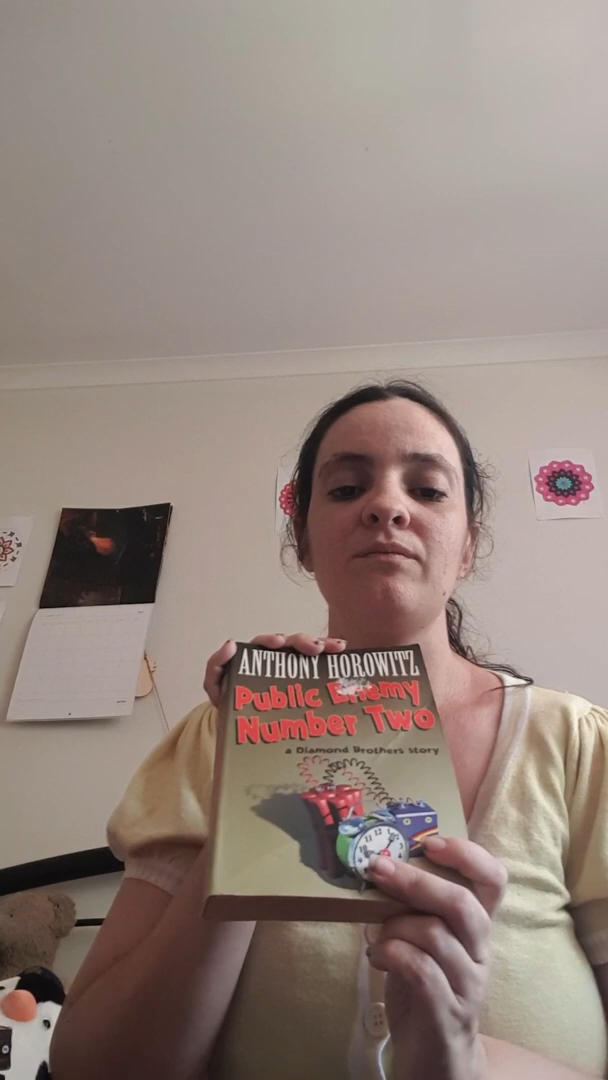 ANTHONY HOROWITZ
Public Enemy
Number Two
a Diamond Brothers story